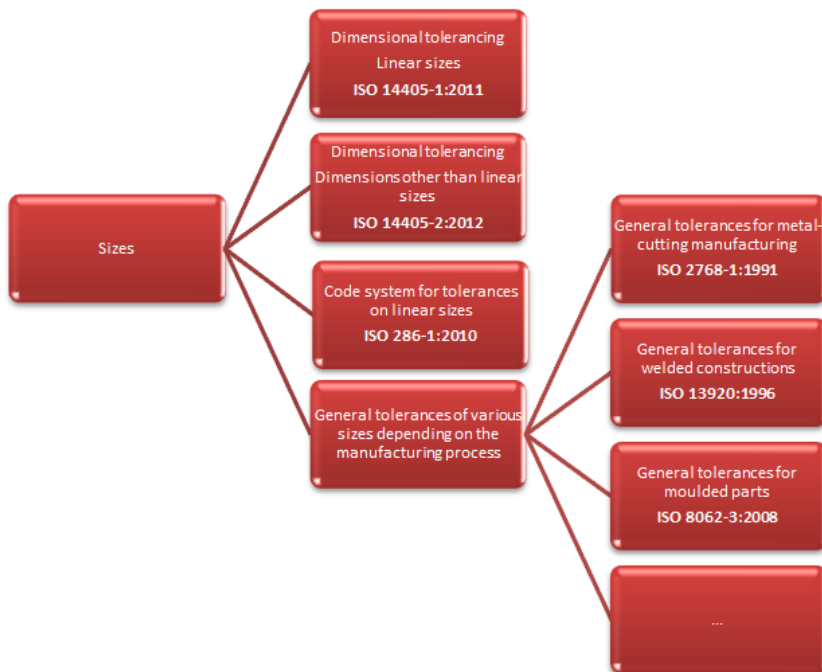 Dimensional tolerancing
Linear sizes
ISO 14405-1:2011
Dimensional tolerancing
Dimensions other than linear
sizes
ISO 14405-2:2012
Sizes
Code system for tolerances
on linear sizes
ISO 286-1:2010
General tolerances of various
sizes depending on the
manufacturing process
General tolerances for metal-
cutting manufacturing
ISO 2768-1:1991
General tolerances for
welded constructions
ISO 13920:1996
General tolerances for
moulded parts
ISO 8062-3:2008
...